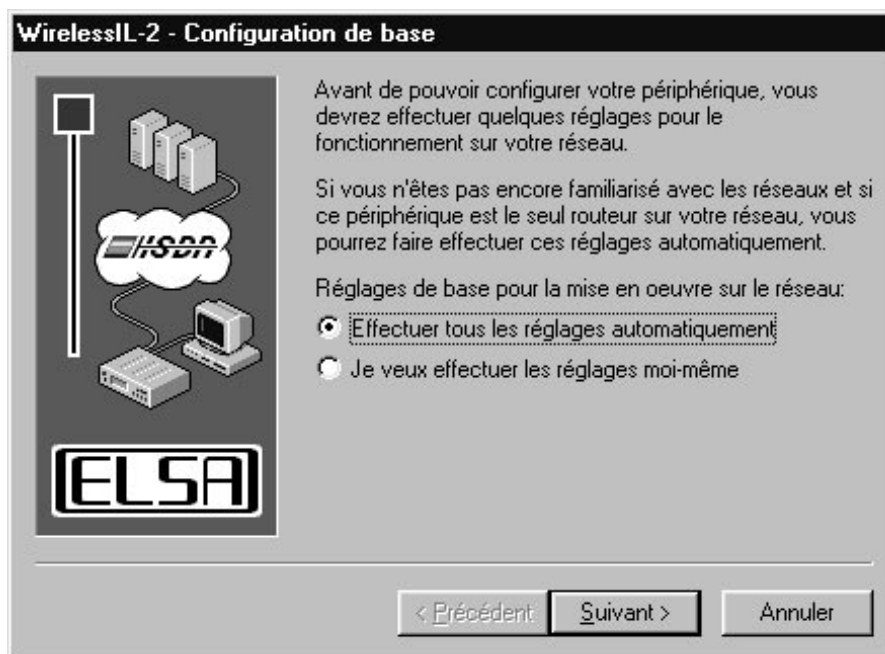 WirelessIL-2 - Configuration de base
Avant de pouvoir configurer votre périphérique, vous
devrez effectuer quelques réglages pour le
fonctionnement sur votre réseau.
Si vous n'êtes pas encore familiarisé avec les réseaux et si
ce périphérique est le seul routeur sur votre réseau, vous
pourrez faire effectuer ces réglages automatiquement.
Réglages de base pour la mise en oeuvre sur le réseau:
Effectuer tous les réglages automatiquement
Je veux effectuer les réglages moi-même
ISDN
ELSA
< Précédent
Suivant >
Annuler